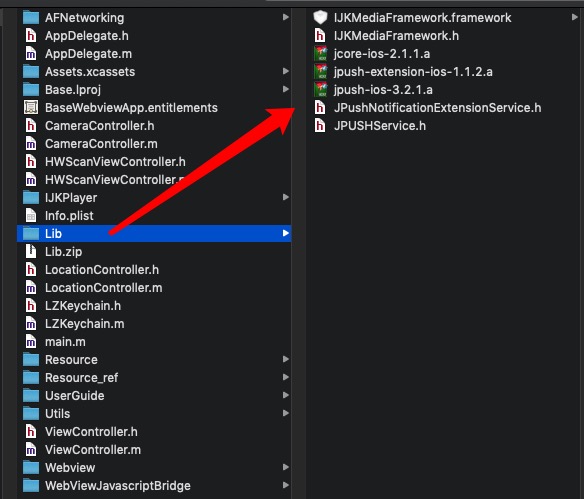 AFNetworking
AppDelegate.h
AppDelegate.m
Assets.xcassets
Base.lproj
BaseWebviewApp.entitlements
CameraController.h
CameraController.m
HWScanViewController.h
HWScanViewController.
IJKPlayer
Info.plist
Lib
Lib.zip
LocationController.h
LocationController.m
LZKeychain.h
LZKeychain.m
main.m
Resource
Resource_ref
UserGuide
Utils
ViewController.h
ViewController.m
Webview
WebViewJavascriptBridge
IJKMediaFramework.framework
IJKMediaFramework.h
jcore-ios-2.1.1.a
jpush-extension-ios-1.1.2.a
jpush-ios-3.2.1.a
JPushNotificationExtensionService.h
JPUSHService.h